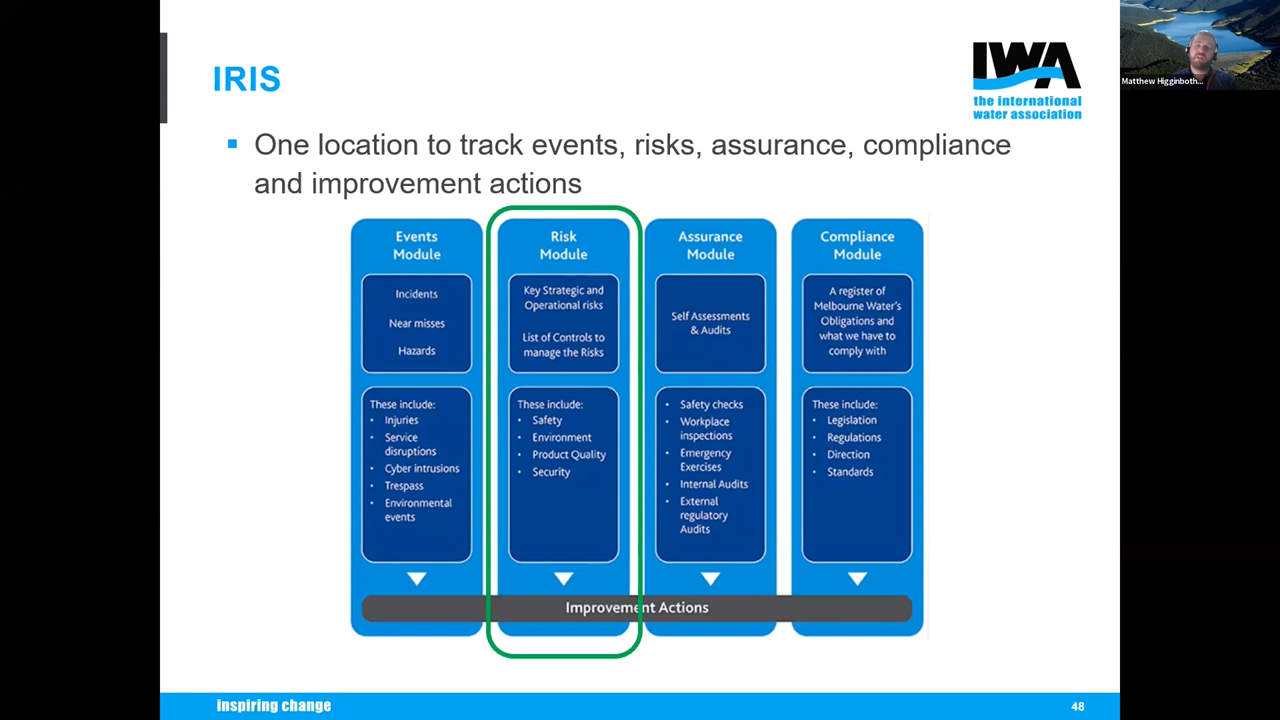 IRIS
IWA
the international
water association
Matthew Higginboth...
▪ One location to track events, risks, assurance, compliance
and improvement actions
Events
Module
Incidents
Near misses
Hazards
These include:
• Injuries
• Service
disruptions
• Cyber intrusions
• Trespass
• Environmental
events
Risk
Module
Key Strategic and
Operational risks
List of Controls to
manage the Risks
These include:
• Safety
• Environment
• Product Quality
• Security
Assurance
Module
Self Assessments
& Audits
• Safety checks
• Workplace
inspections
• Emergency
Exercises
• Internal Audits
• External
regulatory
Audits
Compliance
Module
A register of
Melbourne Water's
Obligations and
what we have to
comply with
These include:
• Legislation
• Regulations
• Direction
• Standards
Improvement Actions
inspiring change
48